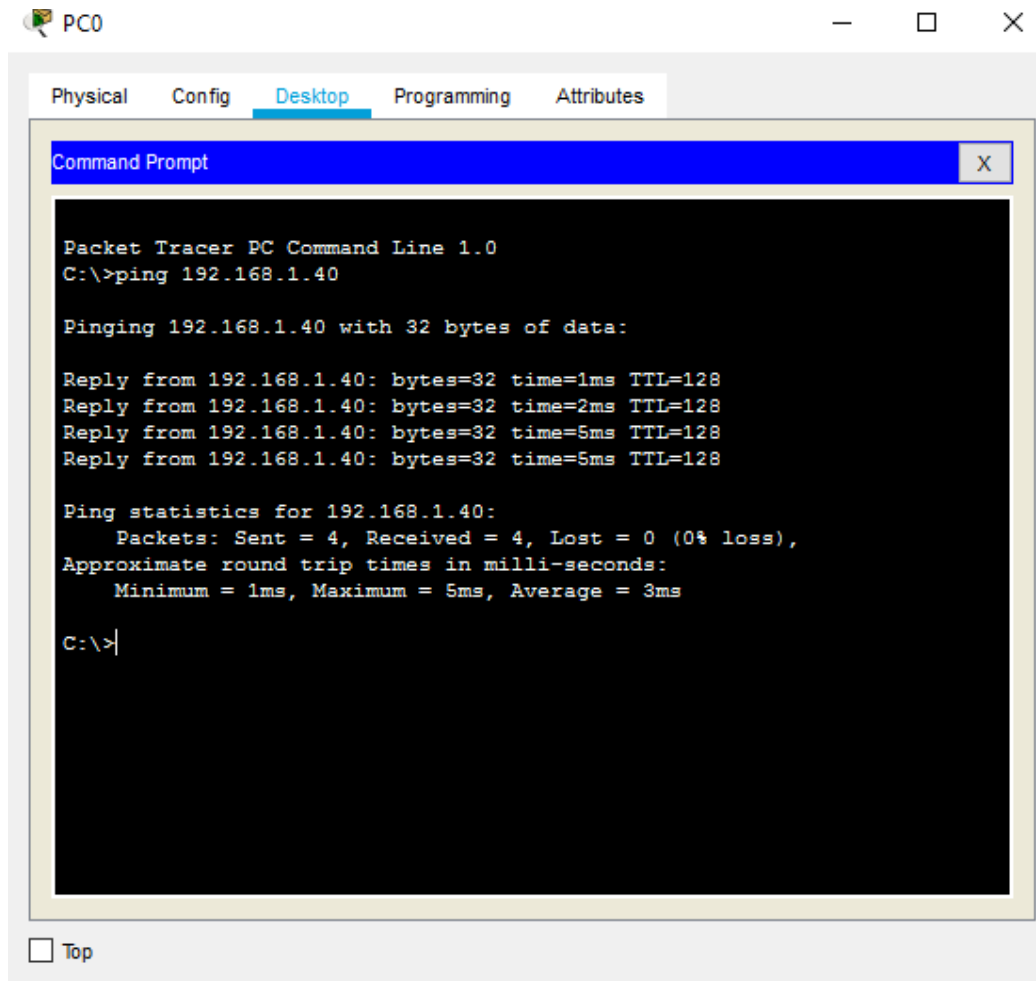 PC0
Physical Config Desktop Programming Attributes
Command Prompt
X
Packet Tracer PC Command Line 1.0
C:\>ping 192.168.1.40
Pinging 192.168.1.40 with 32 bytes of data:
Reply from 192.168.1.40: bytes=32 time=1ms TTL=128
Reply from 192.168.1.40: bytes=32 time=2ms TTL=128
Reply from 192.168.1.40: bytes=32 time=5ms TTL=128
Reply from 192.168.1.40: bytes=32 time=5ms TTL=128
Ping statistics for 192.168.1.40:
Packets: Sent = 4, Received = 4, Lost = 0 (0% loss),
Approximate round trip times in milli-seconds:
Minimum = 1ms, Maximum = 5ms, Average = 3ms
C:\>
Top